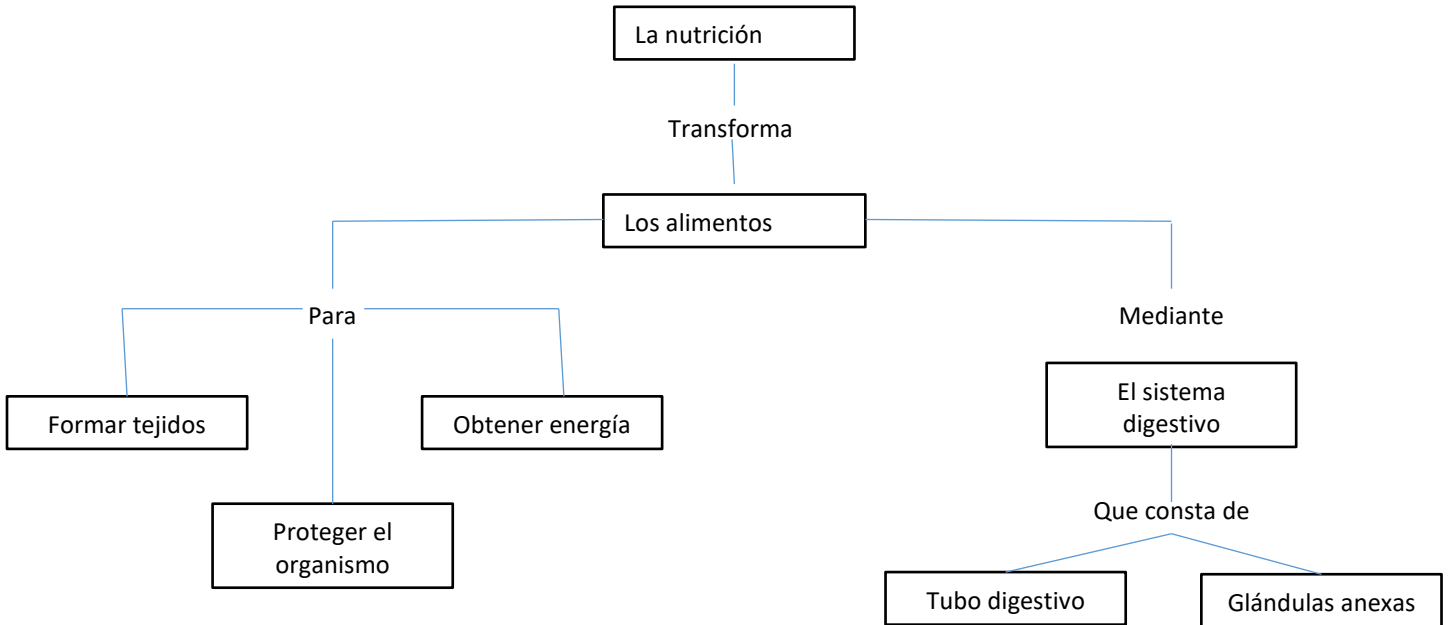 La nutrición
Transforma
Los alimentos
Para
Mediante
Formar tejidos
Obtener energía
El sistema
digestivo
Proteger el
organismo
Que consta de
Tubo digestivo
Glándulas anexas